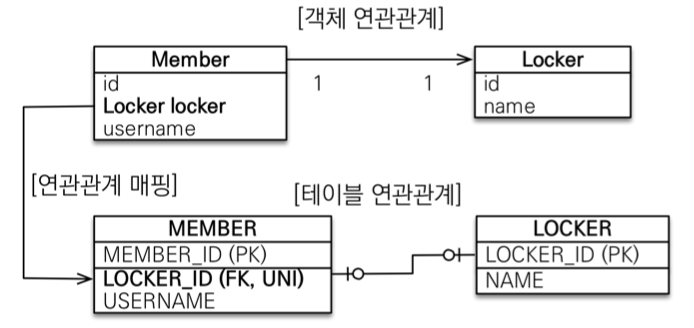 [객체 연관관계]
Member
id
Locker locker
username
1
1
Locker
id
name
[연관관계 매핑]
[테이블 연관관계]
MEMBER
MEMBER_ID (PK)
LOCKER_ID (FK, UNI)
USERNAME
LOCKER
LOCKER_ID (PK)
NAME